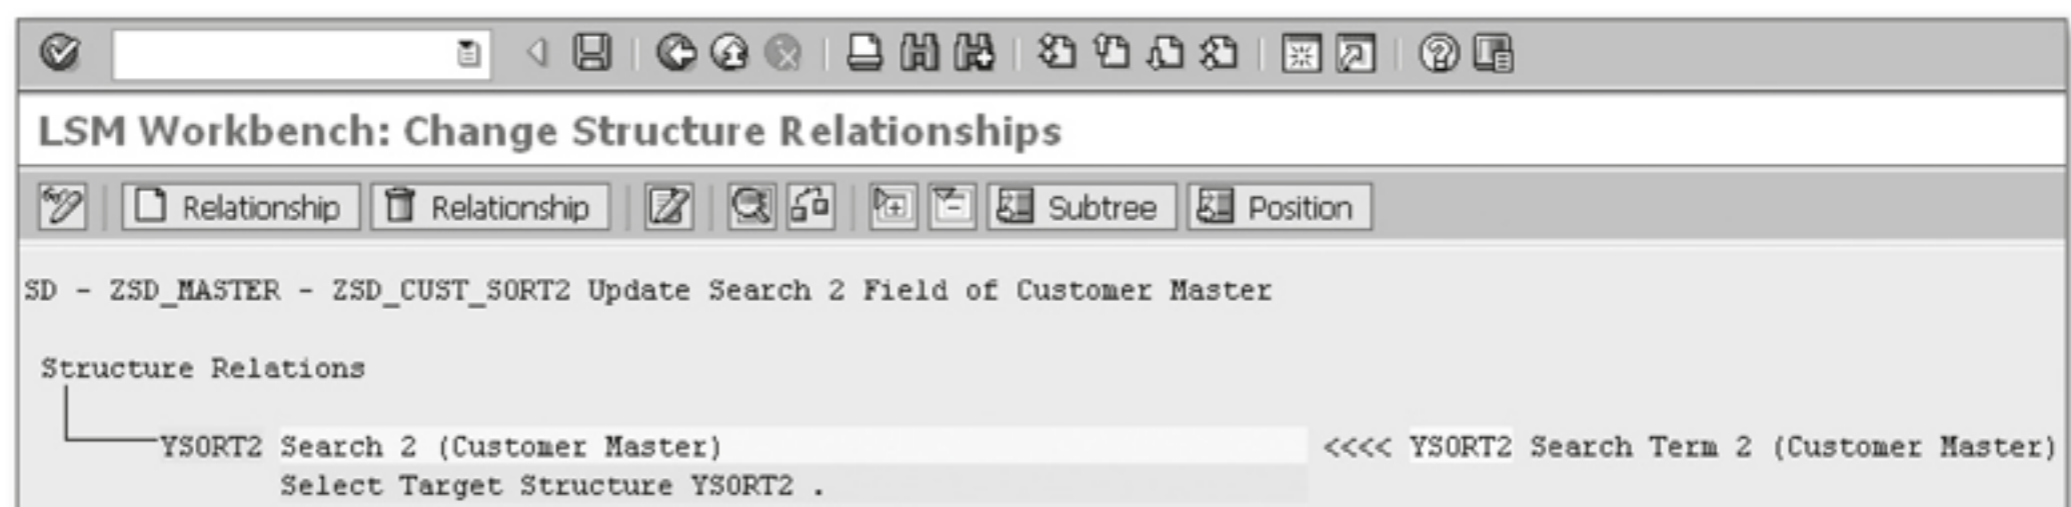 LSM Workbench: Change Structure Relationships
Relationship Relationship Subtree Position
SD - ZSD_MASTER - ZSD_CUST_SORT2 Update Search 2 Field of Customer Master
Structure Relations
YSORT2 Search 2 (Customer Master) <<<< YSORT2 Search Term 2 (Customer Master)
Select Target Structure YSORT2 .